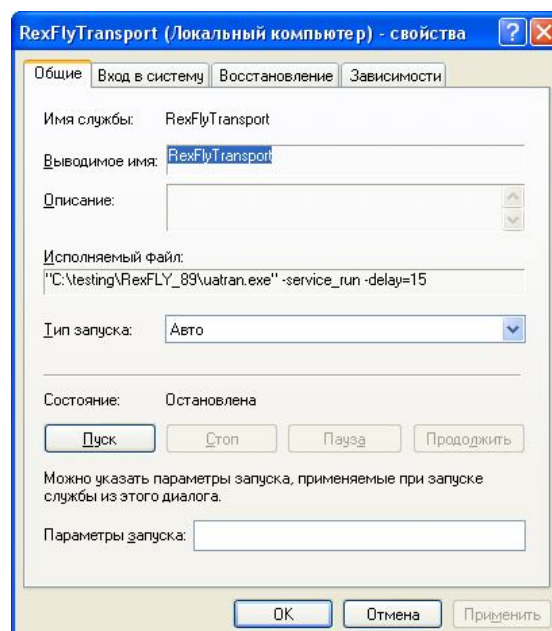 RexFlyTransport (Локальный компьютер) - свойства
Общие Вход в систему Восстановление Зависимости
Имя службы: RexFlyTransport
Выводимое имя: RexFlyTransport
Описание:
Исполняемый файл:
"C:\testing\RexFLY_89\uatran.exe" -service_run -delay=15
Тип запуска: Авто
Состояние: Остановлена
Пуск Стоп Пауза Продолжить
Можно указать параметры запуска, применяемые при запуске
службы из этого диалога.
Параметры запуска:
OK Отмена Применить